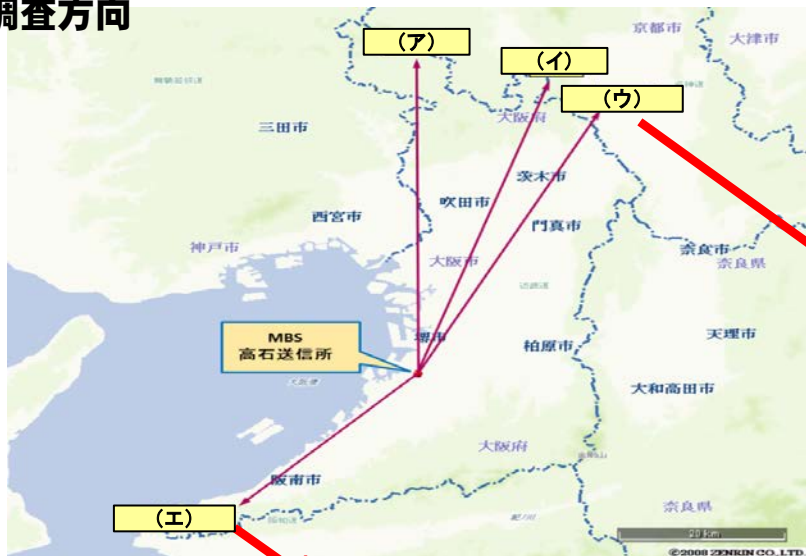 調査方向
(ア)
(イ)
(ウ)
京都市
大津市
大阪府
三田市
茨木市
吹田市
西宮市
門真市
神戸市
大阪市
奈良市
奈良県
MBS
高石送信所
堺市
柏原市
天理市
大和高田市
大阪府
阪南市
(エ)
紀ノ川
奈良県
20 km
©2008 ZENRIN CO.,LTD.